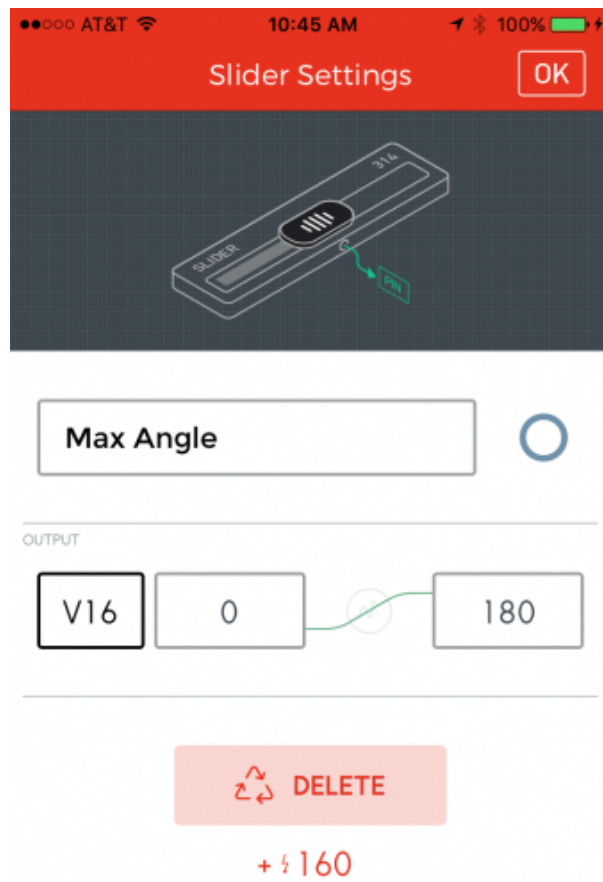 AT&T 10:45 AM 100%
Slider Settings OK
314
SLIDER
PIN
Max Angle
OUTPUT
V16 0 180
DELETE
+ 160